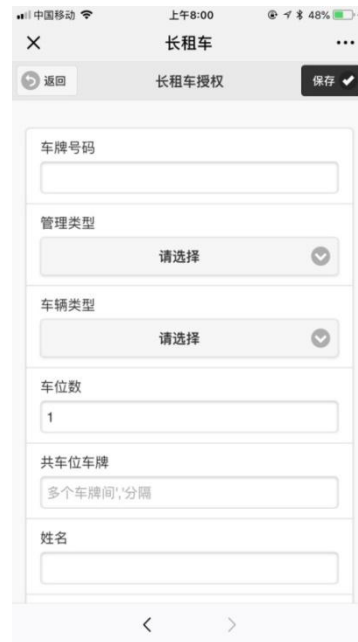 中国移动 上午8:00 48%
长租车
返回 长租车授权 保存
车牌号码
管理类型
请选择
车辆类型
请选择
车位数
1
共车位车牌
多个车牌间','分隔
姓名